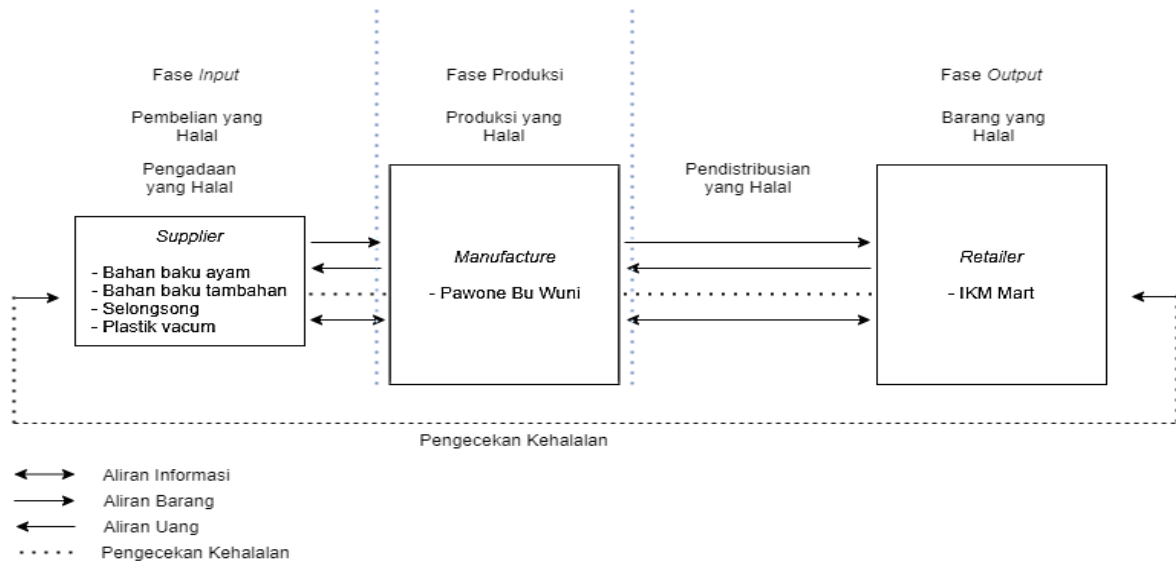 Fase Input
Pembelian yang
Halal
Pengadaan
yang Halal
Supplier
- Bahan baku ayam
- Bahan baku tambahan
- Selongsong
- Plastik vacum
Fase Produksi
Produksi yang
Halal
Manufacture
- Pawone Bu Wuni
Pendistribusian
yang Halal
Fase Output
Barang yang
Halal
Retailer
- IKM Mart
Pengecekan Kehalalan
Aliran Informasi
Aliran Barang
Aliran Uang
Pengecekan Kehalalan